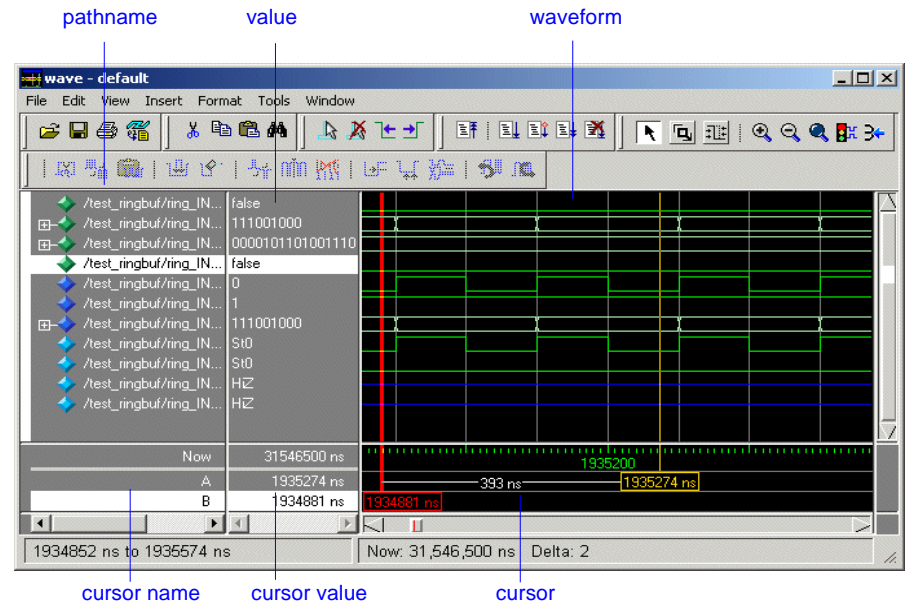 pathname value waveform
wave - default
File Edit View Insert Format Tools Window
/test_ringbuf/ring_IN... false
/test_ringbuf/ring_IN... 111001000
/test_ringbuf/ring_IN... 0000101101001110
/test_ringbuf/ring_IN... false
/test_ringbuf/ring_IN... 0
/test_ringbuf/ring_IN... 1
/test_ringbuf/ring_IN... 111001000
/test_ringbuf/ring_IN... St0
/test_ringbuf/ring_IN... St0
/test_ringbuf/ring_IN... HiZ
/test_ringbuf/ring_IN... HiZ
Now 31546500 ns 1935200
A 1935274 ns 393 ns 1935274 ns
B 1934881 ns 1934881 ns
1934852 ns to 1935574 ns Now: 31,546,500 ns Delta: 2
cursor name cursor value cursor